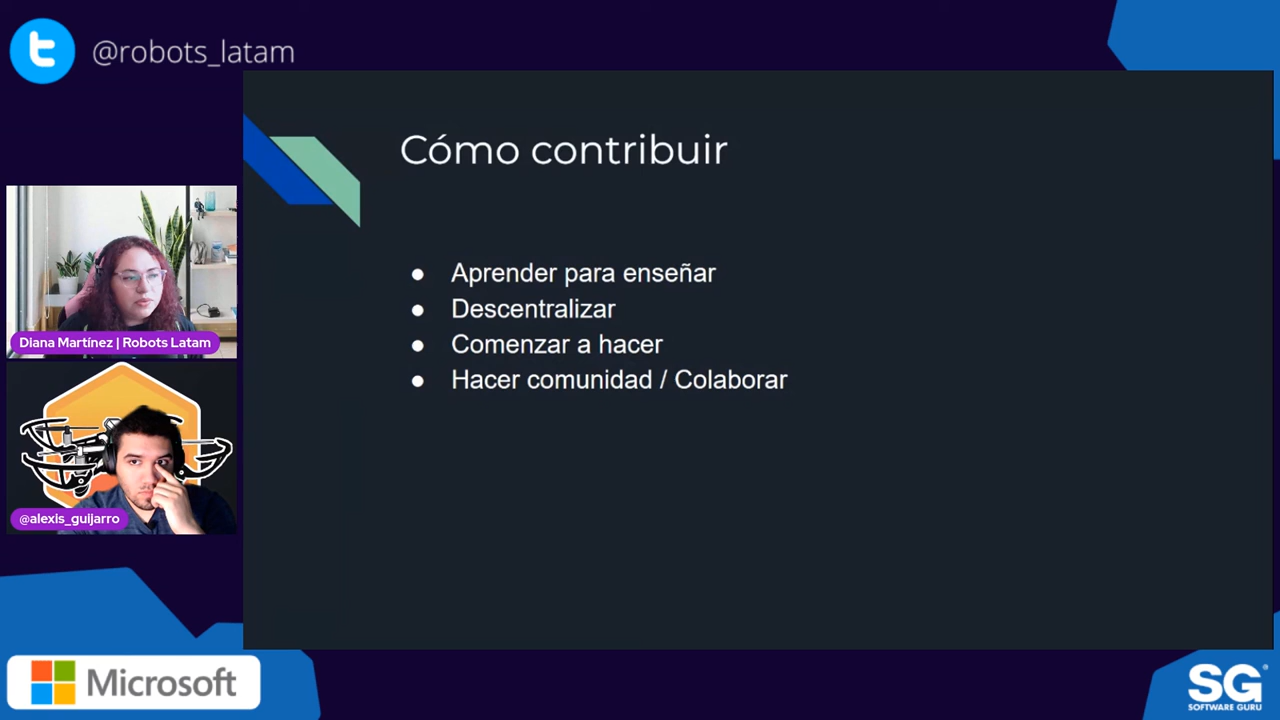 @robots_latam
Cómo contribuir
● Aprender para enseñar
● Descentralizar
● Comenzar a hacer
● Hacer comunidad / Colaborar
Diana Martínez | Robots Latam
@alexis_guijarro
Microsoft
SG
SOFTWARE GURU